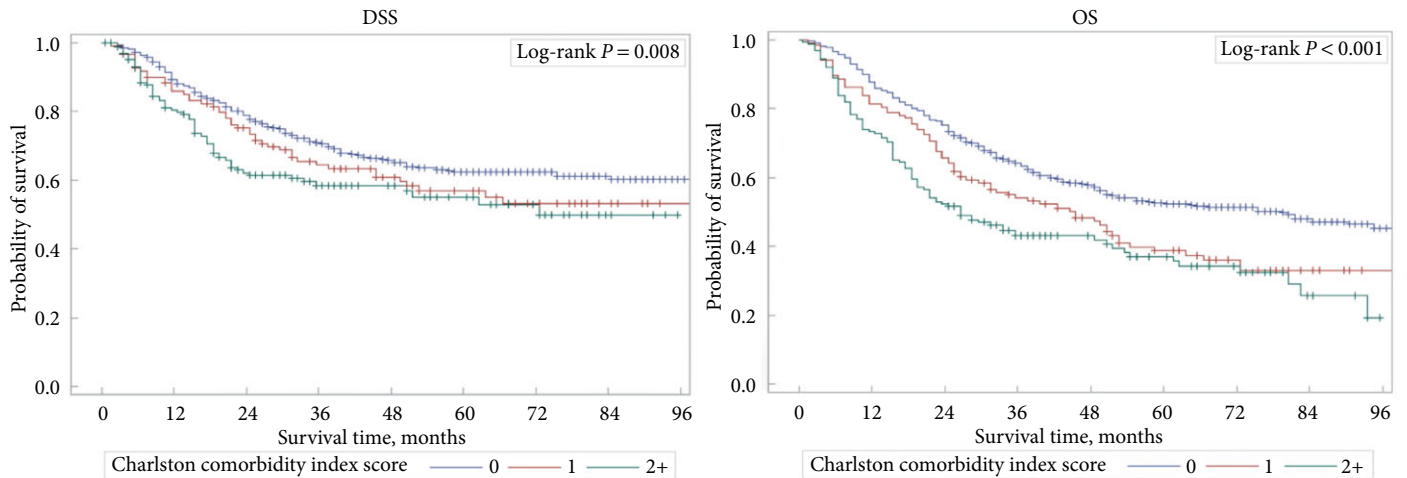 DSS
Log-rank P = 0.008
Probability of survival
1.0
0.8
0.6
0.4
0.2
0.0
0 12 24 36 48 60 72 84 96
Survival time, months
Charlston comorbidity index score 0 1 2+
OS
Log-rank P < 0.001
Probability of survival
1.0
0.8
0.6
0.4
0.2
0.0
0 12 24 36 48 60 72 84 96
Survival time, months
Charlston comorbidity index score 0 1 2+